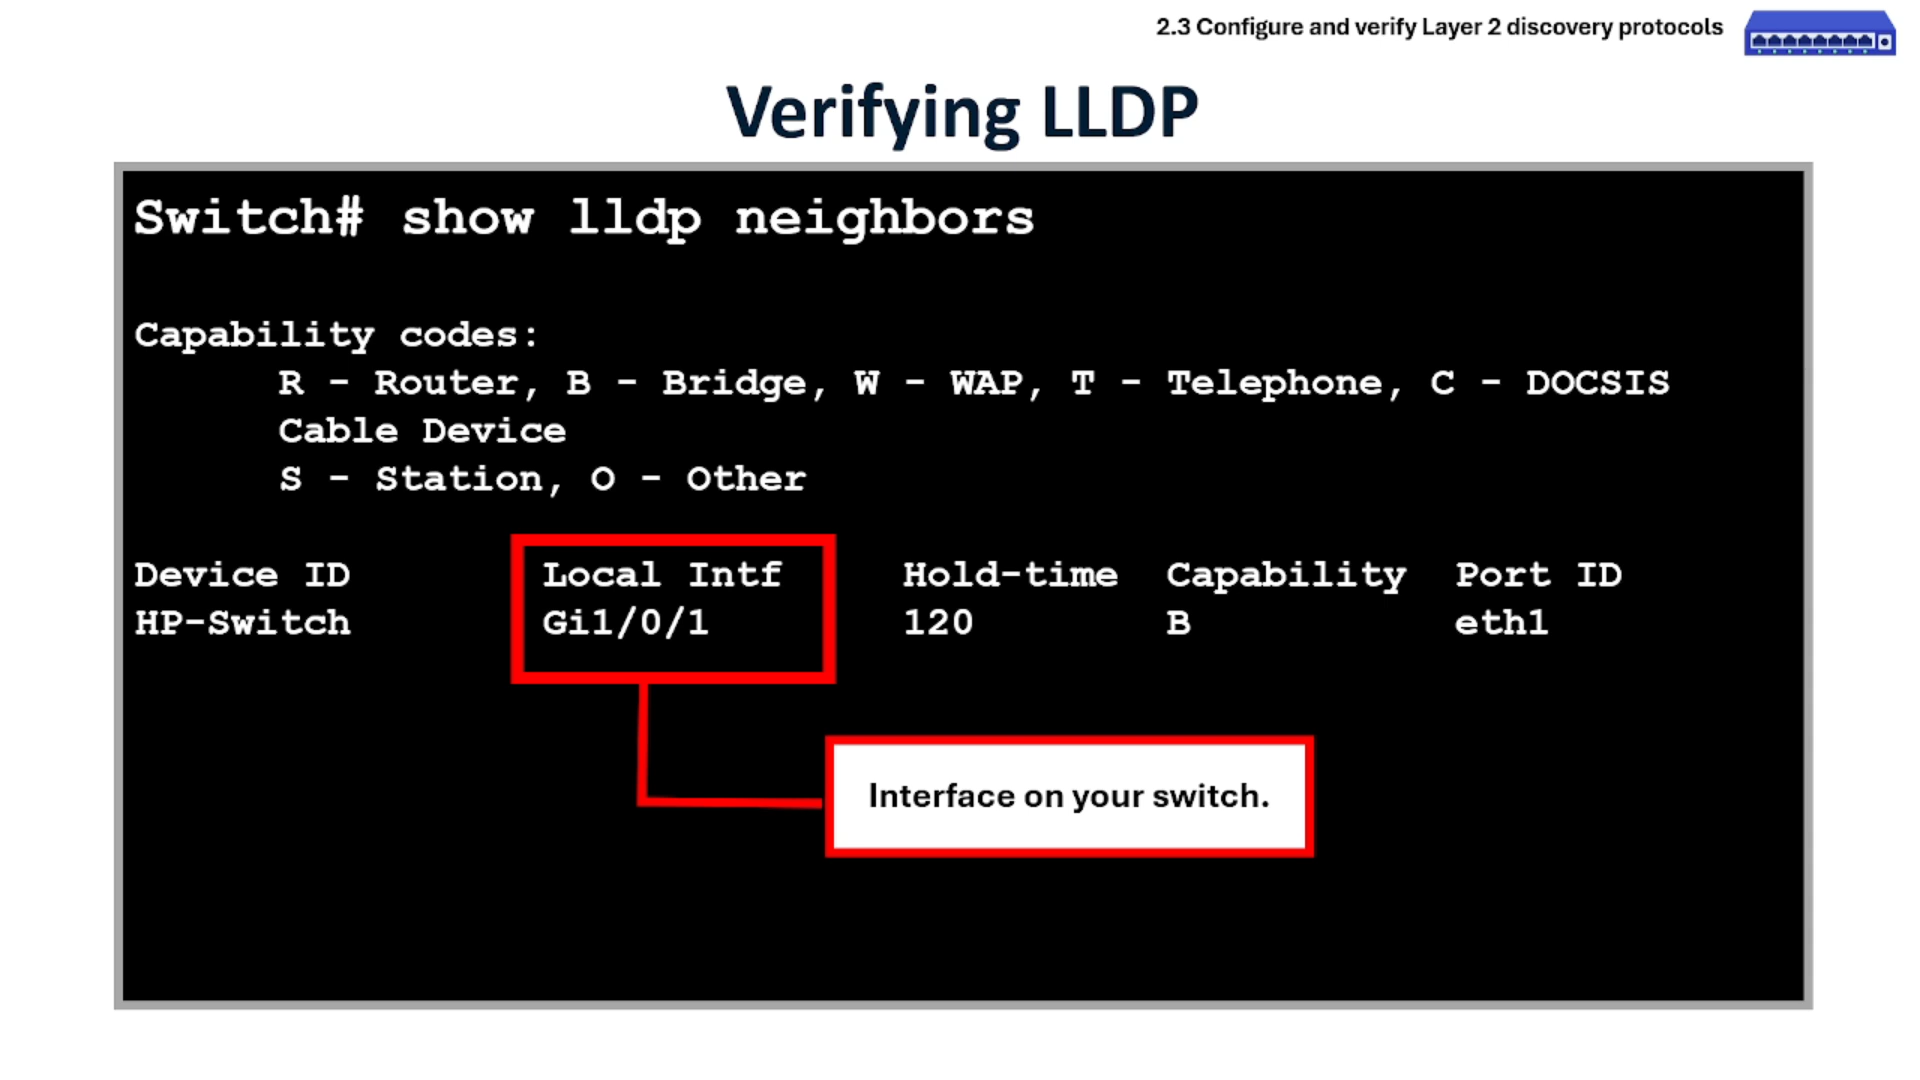 2.3 Configure and verify Layer 2 discovery protocols
Verifying LLDP
Switch# show lldp neighbors
Capability codes:
R - Router, B - Bridge, W - WAP, T - Telephone, C - DOCSIS
Cable Device
S - Station, O - Other
Device ID Local Intf Hold-time Capability Port ID
HP-Switch Gi1/0/1 120 B eth1
Interface on your switch.